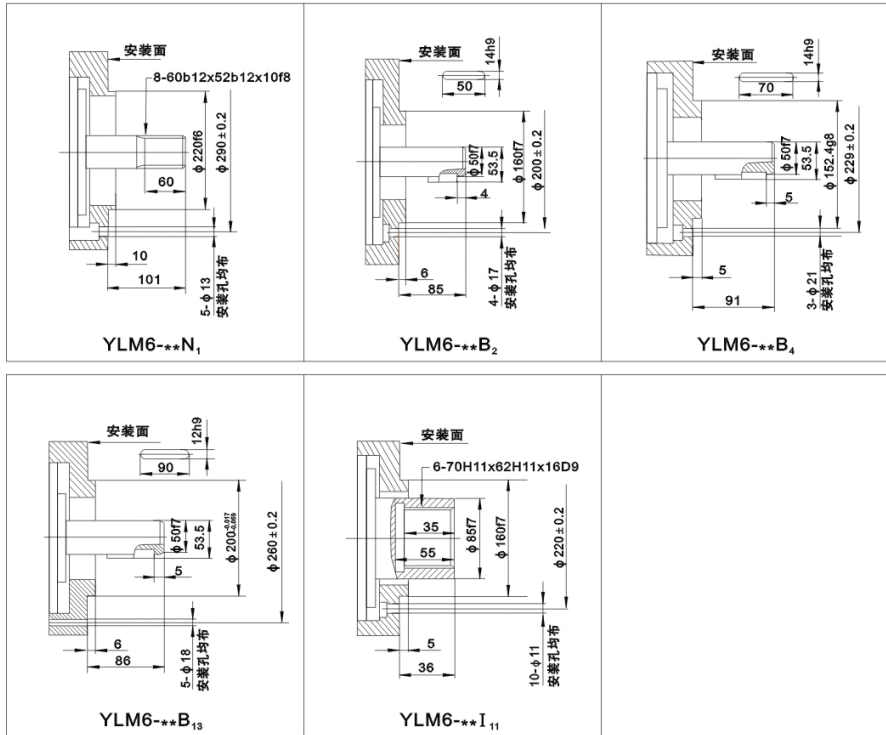 安装面
8-60b12x52b12x10f8
60
ϕ220f6
ϕ290±0.2
10
101
5-ϕ13
安装孔均布
YLM6-**N₁
安装面
14h9
50
ϕ50f7
53.5
ϕ160f7
ϕ200±0.2
4
6
85
4-ϕ17
安装孔均布
YLM6-**B₂
安装面
14h9
70
ϕ50f7
53.5
ϕ152.4g8
ϕ229±0.2
5
5
91
3-ϕ21
安装孔均布
YLM6-**B₄
安装面
12h9
90
ϕ50f7
53.5
ϕ200-0.017
-0.069
ϕ260±0.2
5
6
86
5-ϕ18
安装孔均布
YLM6-**B₁₃
安装面
6-70H11x62H11x16D9
35
55
ϕ85f7
ϕ160f7
ϕ220±0.2
5
36
10-ϕ11
安装孔均布
YLM6-**I₁₁